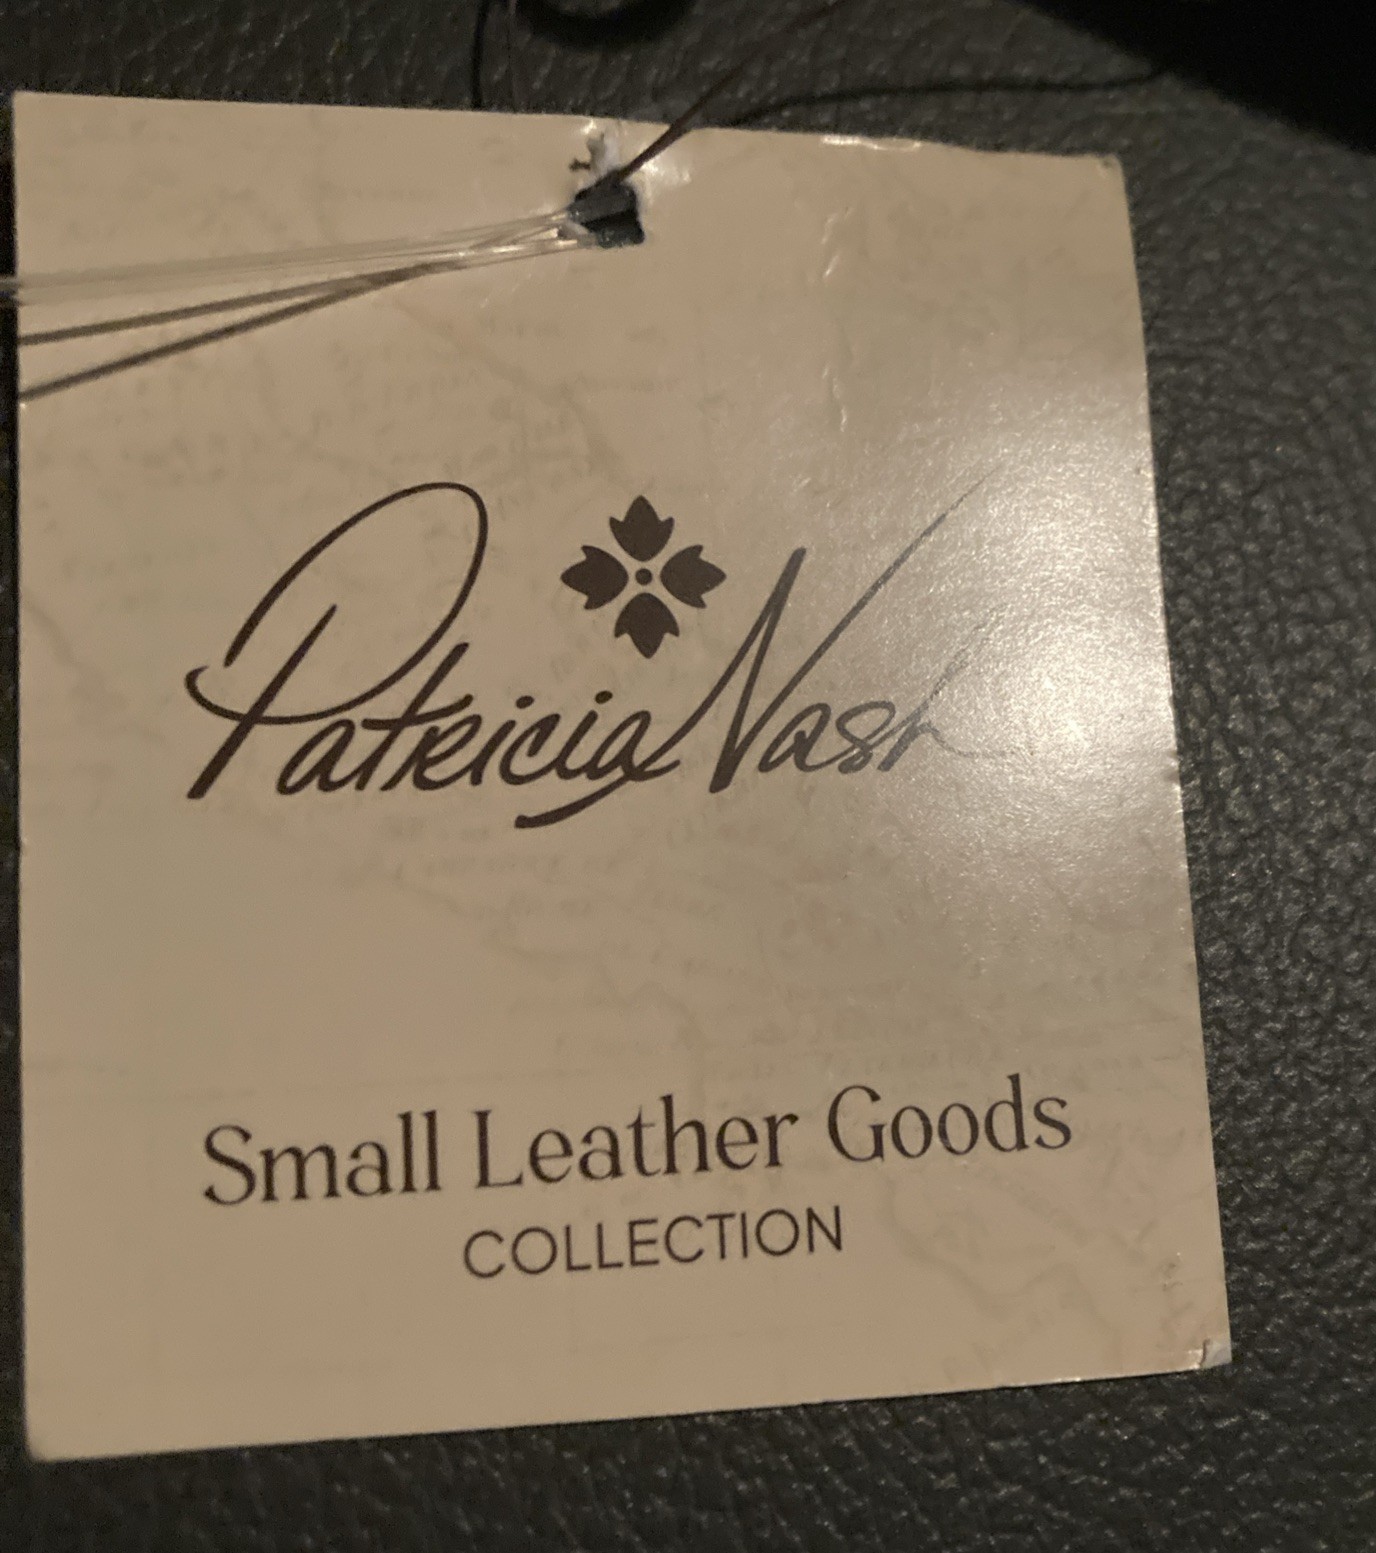 Patricia Nash
Small Leather Goods
COLLECTION